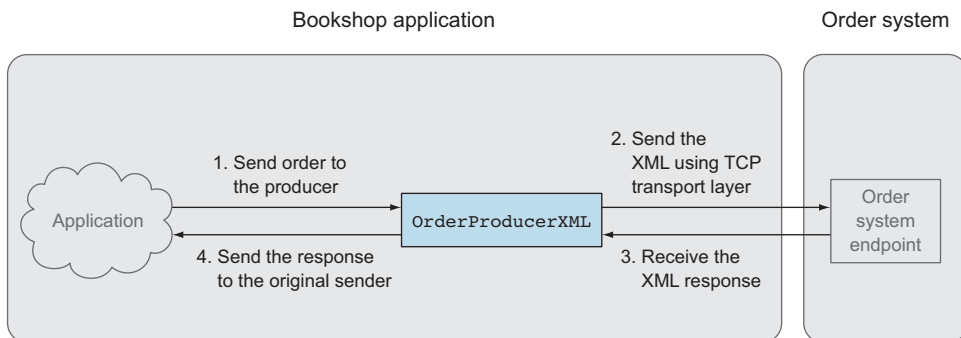 Bookshop application
Order system
1. Send order to
the producer
2. Send the
XML using TCP
transport layer
Application
OrderProducerXML
Order
system
endpoint
4. Send the response
to the original sender
3. Receive the
XML response